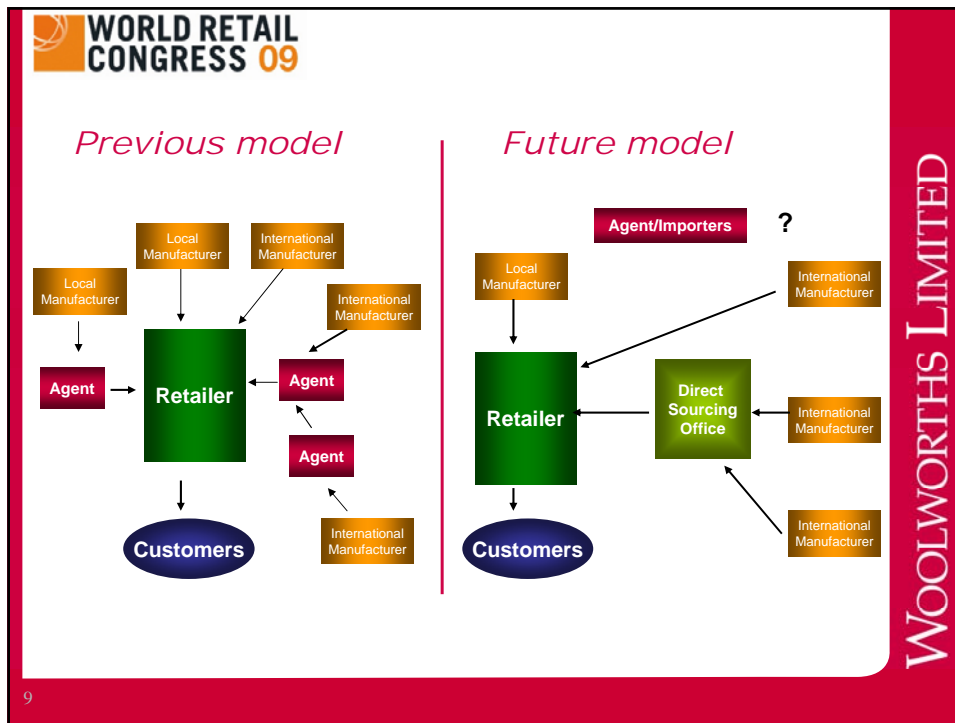 WORLD RETAIL
CONGRESS 09
Previous model
Local
Manufacturer
International
Manufacturer
Local
Manufacturer
International
Manufacturer
Agent
Retailer
Agent
Agent
International
Manufacturer
Customers
Future model
Agent/Importers
?
Local
Manufacturer
International
Manufacturer
Retailer
Direct
Sourcing
Office
International
Manufacturer
International
Manufacturer
Customers
WOOLWORTHS LIMITED
9